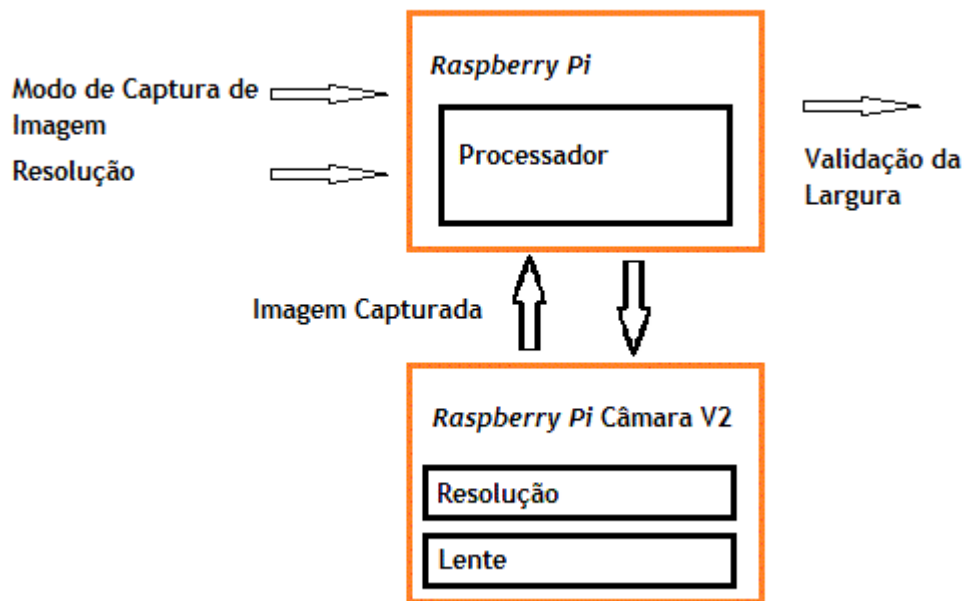 Raspberry Pi
Modo de Captura de
Imagem
Resolução
Processador
Validação da
Largura
Imagem Capturada
Raspberry Pi Câmara V2
Resolução
Lente